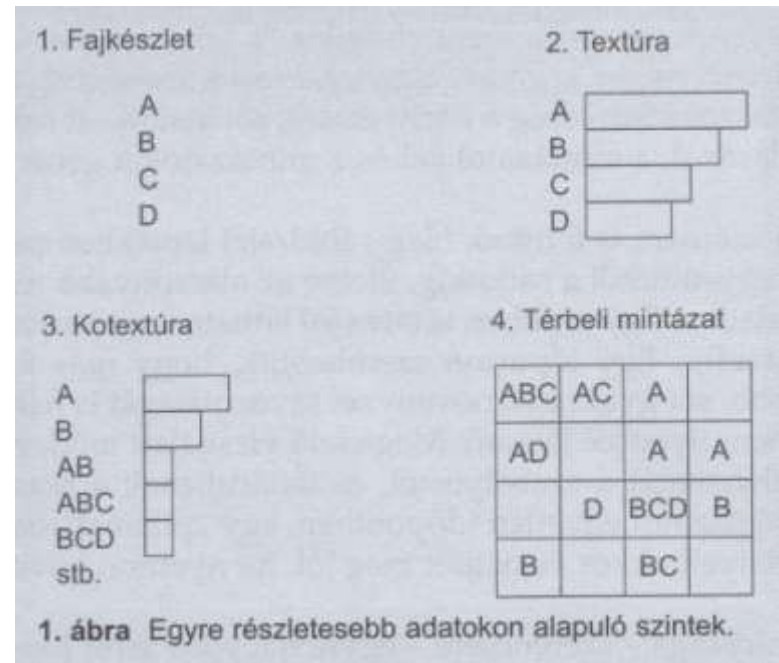 1. Fajkészlet
A
B
C
D
2. Textúra
A
B
C
D
3. Kotextúra
A
B
AB
ABC
BCD
stb.
4. Térbeli mintázat
ABC AC A
AD A A
D BCD B
B BC
1. ábra Egyre részletesebb adatokon alapuló szintek.